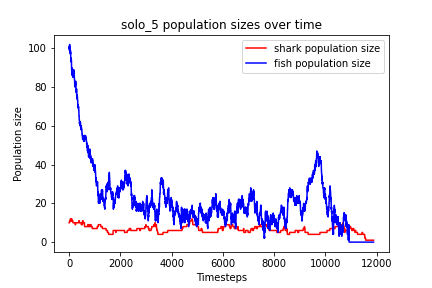 solo_5 population sizes over time
shark population size
fish population size
Population size
100
80
60
40
20
0
0
2000
4000
6000
8000
10000
12000
Timesteps